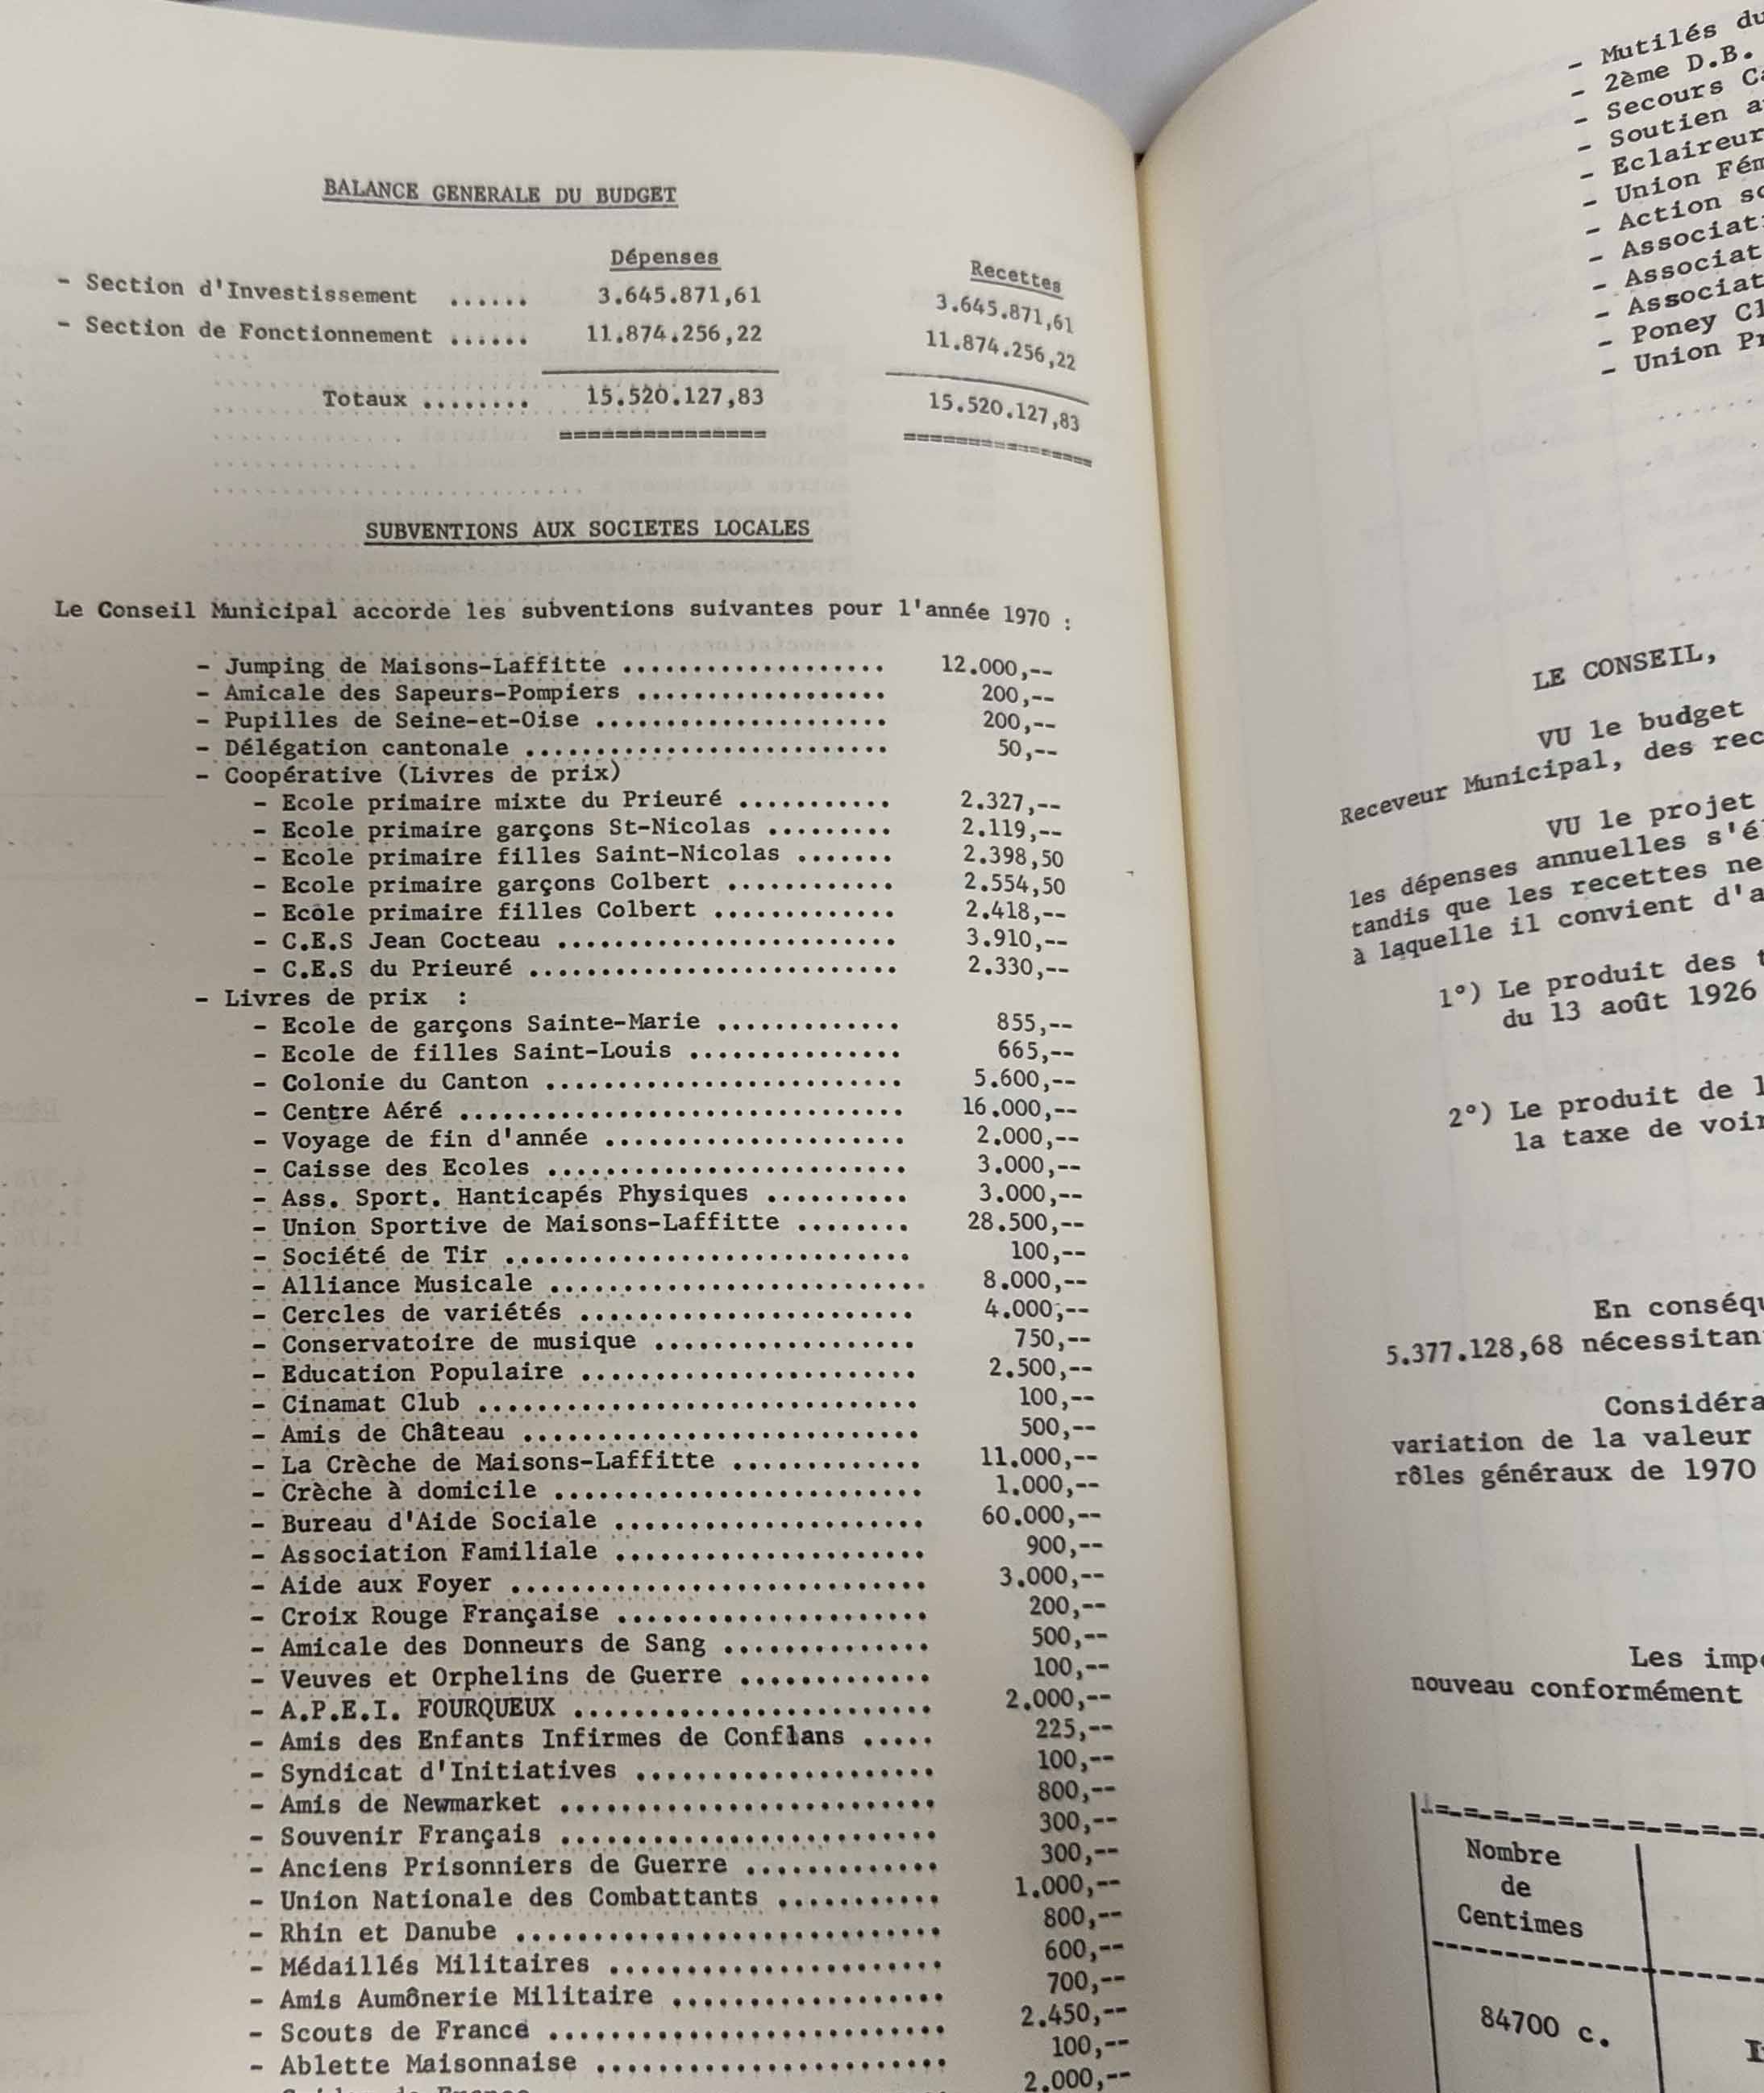 BALANCE GENERALE DU BUDGET
Dépenses Recettes
- Section d'Investissement ...... 3.645.871,61 3.645.871,61
- Section de Fonctionnement ...... 11.874.256,22 11.874.256,22
Totaux ........ 15.520.127,83 15.520.127,83
=============== ================
SUBVENTIONS AUX SOCIETES LOCALES
Le Conseil Municipal accorde les subventions suivantes pour l'année 1970 :
- Jumping de Maisons-Laffitte ................... 12.000,--
- Amicale des Sapeurs-Pompiers .................. 200,--
- Pupilles de Seine-et-Oise ..................... 200,--
- Délégation cantonale .......................... 50,--
- Coopérative (Livres de prix)
- Ecole primaire mixte du Prieuré ........... 2.327,--
- Ecole primaire garçons St-Nicolas ......... 2.119,--
- Ecole primaire filles Saint-Nicolas ....... 2.398,50
- Ecole primaire garçons Colbert ............ 2.554,50
- Ecole primaire filles Colbert ............. 2.418,--
- C.E.S Jean Cocteau ........................ 3.910,--
- C.E.S du Prieuré .......................... 2.330,--
- Livres de prix :
- Ecole de garçons Sainte-Marie ............. 855,--
- Ecole de filles Saint-Louis ............... 665,--
- Colonie du Canton ......................... 5.600,--
- Centre Aéré ............................... 16.000,--
- Voyage de fin d'année ..................... 2.000,--
- Caisse des Ecoles ......................... 3.000,--
- Ass. Sport. Hanticapés Physiques .......... 3.000,--
- Union Sportive de Maisons-Laffitte ........ 28.500,--
- Société de Tir ............................ 100,--
- Alliance Musicale .......................... 8.000,--
- Cercles de variétés ....................... 4.000,--
- Conservatoire de musique .................. 750,--
- Education Populaire ....................... 2.500,--
- Cinamat Club .............................. 100,--
- Amis de Château ........................... 500,--
- La Crèche de Maisons-Laffitte ............. 11.000,--
- Crèche à domicile ......................... 1.000,--
- Bureau d'Aide Sociale ..................... 60.000,--
- Association Familiale ..................... 900,--
- Aide aux Foyer ............................ 3.000,--
- Croix Rouge Française ..................... 200,--
- Amicale des Donneurs de Sang .............. 500,--
- Veuves et Orphelins de Guerre ............. 100,--
- A.P.E.I. FOURQUEUX ........................ 2.000,--
- Amis des Enfants Infirmes de Conflans ..... 225,--
- Syndicat d'Initiatives .................... 100,--
- Amis de Newmarket ......................... 800,--
- Souvenir Français ......................... 300,--
- Anciens Prisonniers de Guerre ............. 300,--
- Union Nationale des Combattants ........... 1.000,--
- Rhin et Danube ............................ 800,--
- Médaillés Militaires ...................... 600,--
- Amis Aumônerie Militaire .................. 700,--
- Scouts de France .......................... 2.450,--
- Ablette Maisonnaise ....................... 100,--
2.000,--
- Mutilés du
- 2ème D.B.
- Secours
- Soutien
- Eclaireur
- Union
- Action
- Associat
- Associat
- Associat
- Poney
- Union
LE CONSEIL,
VU le budget
Receveur Municipal, des
VU le projet
les dépenses annuelles
tandis que les recettes ne
à laquelle il convient
1°) Le produit des
du 13 août 1926
2°) Le produit de
la taxe de
En
5.377.128,68
variation de la valeur
rôles généraux de 1970
Les
nouveau conformément
Nombre
de
Centimes
84700 c.